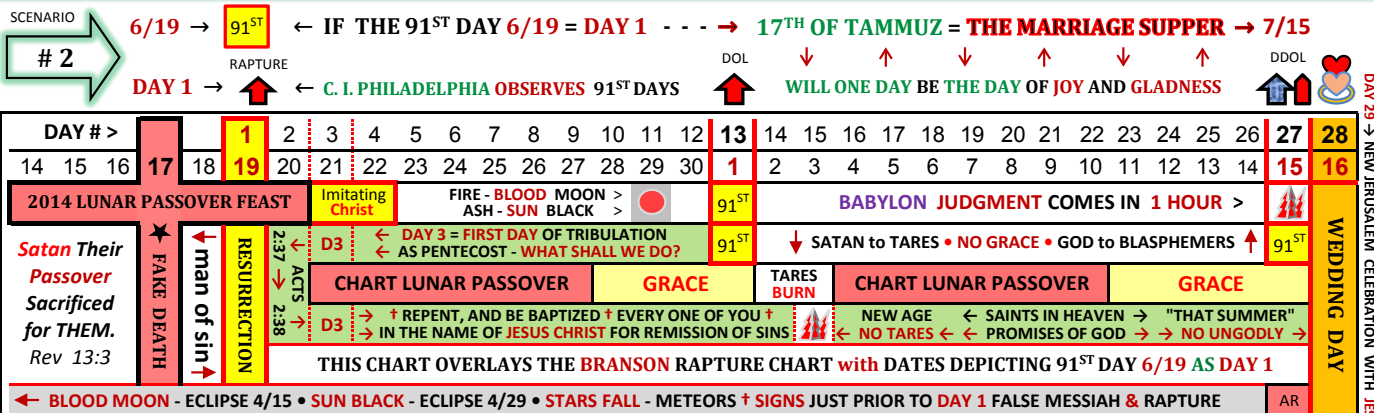 SCENARIO
# 2
6/19 → 91ST ← IF THE 91ST DAY 6/19 = DAY 1 - - - → 17TH OF TAMMUZ = THE MARRIAGE SUPPER → 7/15
RAPTURE DOL DDOL
DAY 1 → ← C. I. PHILADELPHIA OBSERVES 91ST DAYS WILL ONE DAY BE THE DAY OF JOY AND GLADNESS
DAY # > 1 2 3 4 5 6 7 8 9 10 11 12 13 14 15 16 17 18 19 20 21 22 23 24 25 26 27 28
14 15 16 17 18 19 20 21 22 23 24 25 26 27 28 29 30 1 2 3 4 5 6 7 8 9 10 11 12 13 14 15 16
2014 LUNAR PASSOVER FEAST
Imitating
Christ
FIRE - BLOOD MOON >
ASH - SUN BLACK >
91ST
BABYLON JUDGMENT COMES IN 1 HOUR >
Satan Their
Passover
Sacrificed
for THEM.
Rev 13:3
★ FAKE DEATH
← man of sin →
RESURRECTION
2:37 ← ACTS → 2:38
D3
← DAY 3 = FIRST DAY OF TRIBULATION
← AS PENTECOST - WHAT SHALL WE DO?
91ST
↓ SATAN to TARES • NO GRACE • GOD to BLASPHEMERS ↑
91ST
CHART LUNAR PASSOVER
GRACE
TARES
BURN
CHART LUNAR PASSOVER
GRACE
D3
→ † REPENT, AND BE BAPTIZED † EVERY ONE OF YOU †
→ IN THE NAME OF JESUS CHRIST FOR REMISSION OF SINS
NEW AGE ← SAINTS IN HEAVEN → "THAT SUMMER"
← NO TARES ← ← PROMISES OF GOD → → NO UNGODLY →
THIS CHART OVERLAYS THE BRANSON RAPTURE CHART with DATES DEPICTING 91ST DAY 6/19 AS DAY 1
WEDDING DAY
← BLOOD MOON - ECLIPSE 4/15 • SUN BLACK - ECLIPSE 4/29 • STARS FALL - METEORS † SIGNS JUST PRIOR TO DAY 1 FALSE MESSIAH & RAPTURE
AR
DAY 29 → NEW JERUSALEM CELEBRATION WITH